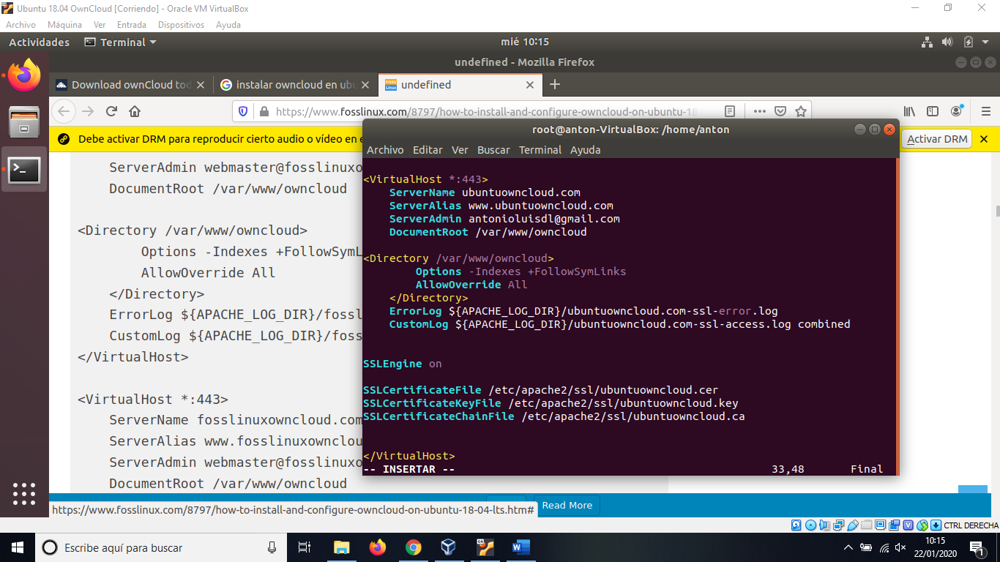 Ubuntu 18.04 OwnCloud [Corriendo] - Oracle VM VirtualBox
Archivo Máquina Ver Entrada Dispositivos Ayuda
Actividades Terminal mié 10:15
undefined - Mozilla Firefox
Download ownCloud tod instalar owncloud en ubu undefined
https://www.fosslinux.com/8797/how-to-install-and-configure-owncloud-on-ubuntu-18
Debe activar DRM para reproducir cierto audio o vídeo en e Activar DRM
ServerAdmin webmaster@fosslinuxo
DocumentRoot /var/www/owncloud
<Directory /var/www/owncloud>
Options -Indexes +FollowSymL
AllowOverride All
</Directory>
ErrorLog ${APACHE_LOG_DIR}/fossl
CustomLog ${APACHE_LOG_DIR}/foss
</VirtualHost>
<VirtualHost *:443>
ServerName fosslinuxowncloud.com
ServerAlias www.fosslinuxownclou
ServerAdmin webmaster@fosslinuxo
DocumentRoot /var/www/owncloud
Read More
https://www.fosslinux.com/8797/how-to-install-and-configure-owncloud-on-ubuntu-18-04-lts.htm#
root@anton-VirtualBox: /home/anton
Archivo Editar Ver Buscar Terminal Ayuda
<VirtualHost *:443>
ServerName ubuntuowncloud.com
ServerAlias www.ubuntuowncloud.com
ServerAdmin antonioluisdl@gmail.com
DocumentRoot /var/www/owncloud
<Directory /var/www/owncloud>
Options -Indexes +FollowSymLinks
AllowOverride All
</Directory>
ErrorLog ${APACHE_LOG_DIR}/ubuntuowncloud.com-ssl-error.log
CustomLog ${APACHE_LOG_DIR}/ubuntuowncloud.com-ssl-access.log combined
SSLEngine on
SSLCertificateFile /etc/apache2/ssl/ubuntuowncloud.cer
SSLCertificateKeyFile /etc/apache2/ssl/ubuntuowncloud.key
SSLCertificateChainFile /etc/apache2/ssl/ubuntuowncloud.ca
</VirtualHost>
-- INSERTAR -- 33,48 Final
CTRL DERECHA
Escribe aquí para buscar
10:15
22/01/2020
1